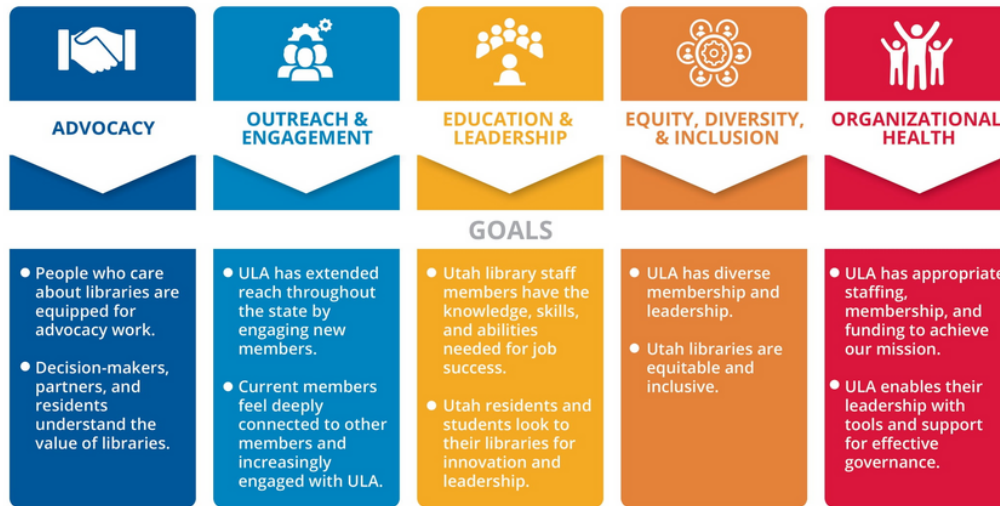 ADVOCACY
OUTREACH &
ENGAGEMENT
EDUCATION &
LEADERSHIP
EQUITY, DIVERSITY,
& INCLUSION
ORGANIZATIONAL
HEALTH
GOALS
People who care
about libraries are
equipped for
advocacy work.
Decision-makers,
partners, and
residents
understand the
value of libraries.
ULA has extended
reach throughout
the state by
engaging new
members.
Current members
feel deeply
connected to other
members and
increasingly
engaged with ULA.
Utah library staff
members have the
knowledge, skills,
and abilities
needed for job
success.
Utah residents and
students look to
their libraries for
innovation and
leadership.
ULA has diverse
membership and
leadership.
Utah libraries are
equitable and
inclusive.
ULA has appropriate
staffing,
membership, and
funding to achieve
our mission.
ULA enables their
leadership with
tools and support
for effective
governance.